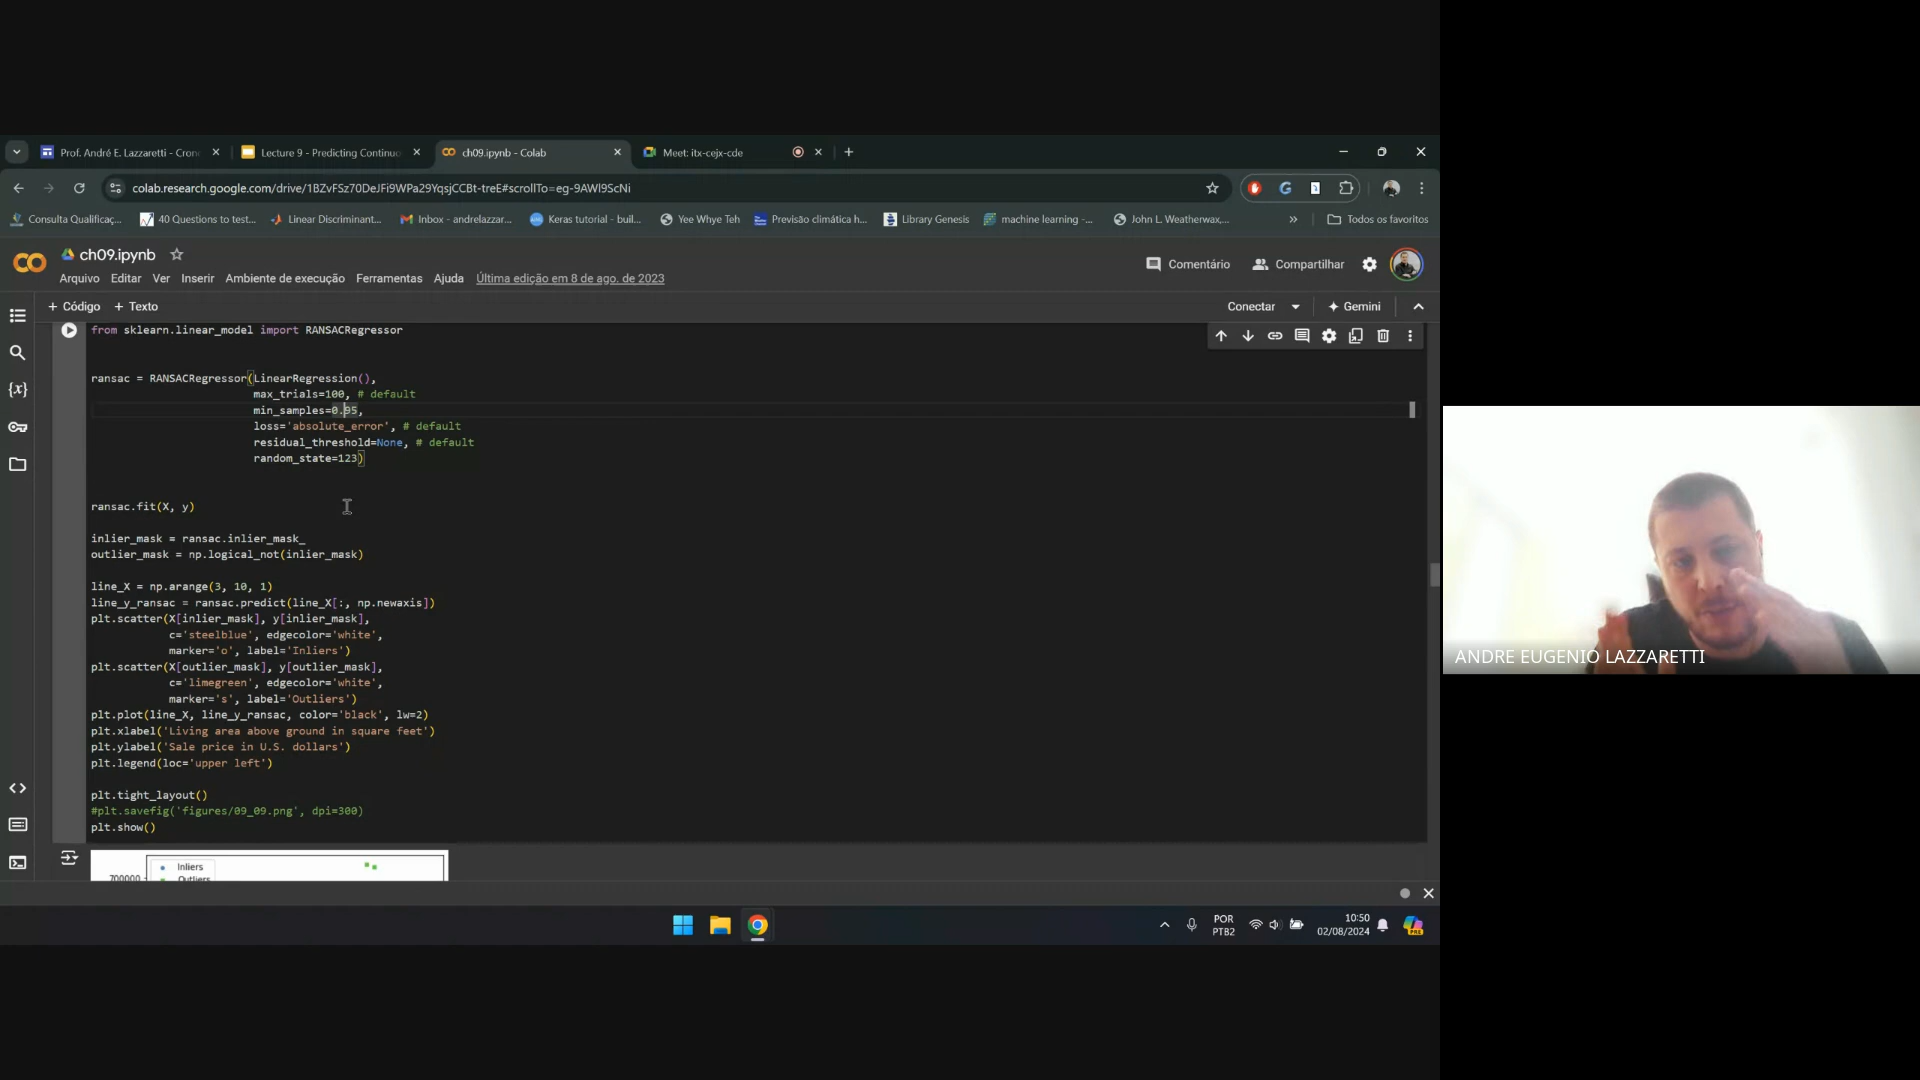 Prof. André E. Lazzaretti - Cron
Lecture 9 - Predicting Continuo
ch09.ipynb - Colab
Meet: itx-cejx-cde
colab.research.google.com/drive/1BZvFSz70DeJFi9WPa29YqsjCCBt-treE#scrollTo=eg-9AWl9ScNi
Consulta Qualificaç...
40 Questions to test...
Linear Discriminant...
Inbox - andrelazzar...
Keras tutorial - buil...
Yee Whye Teh
Previsão climática h...
Library Genesis
machine learning -...
John L. Weatherwax,...
Todos os favoritos
ch09.ipynb
Arquivo Editar Ver Inserir Ambiente de execução Ferramentas Ajuda Última edição em 8 de ago. de 2023
Comentário
Compartilhar
+ Código + Texto
Conectar
Gemini
from sklearn.linear_model import RANSACRegressor
ransac = RANSACRegressor(LinearRegression(),
max_trials=100, # default
min_samples=0.95,
loss='absolute_error', # default
residual_threshold=None, # default
random_state=123)
ransac.fit(X, y)
inlier_mask = ransac.inlier_mask_
outlier_mask = np.logical_not(inlier_mask)
line_X = np.arange(3, 10, 1)
line_y_ransac = ransac.predict(line_X[:, np.newaxis])
plt.scatter(X[inlier_mask], y[inlier_mask],
c='steelblue', edgecolor='white',
marker='o', label='Inliers')
plt.scatter(X[outlier_mask], y[outlier_mask],
c='limegreen', edgecolor='white',
marker='s', label='Outliers')
plt.plot(line_X, line_y_ransac, color='black', lw=2)
plt.xlabel('Living area above ground in square feet')
plt.ylabel('Sale price in U.S. dollars')
plt.legend(loc='upper left')
plt.tight_layout()
#plt.savefig('figures/09_09.png', dpi=300)
plt.show()
Inliers
Outliers
700000
POR
PTB2
10:50
02/08/2024
ANDRE EUGENIO LAZZARETTI